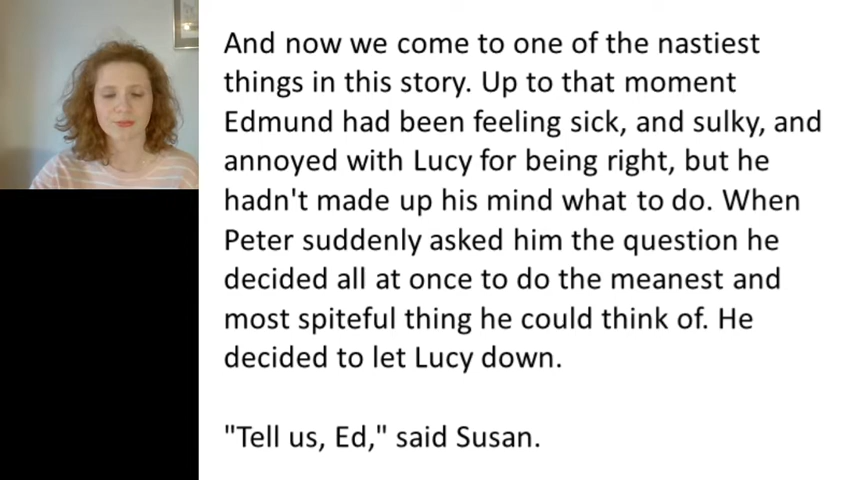 And now we come to one of the nastiest
things in this story. Up to that moment
Edmund had been feeling sick, and sulky, and
annoyed with Lucy for being right, but he
hadn't made up his mind what to do. When
Peter suddenly asked him the question he
decided all at once to do the meanest and
most spiteful thing he could think of. He
decided to let Lucy down.
"Tell us, Ed," said Susan.